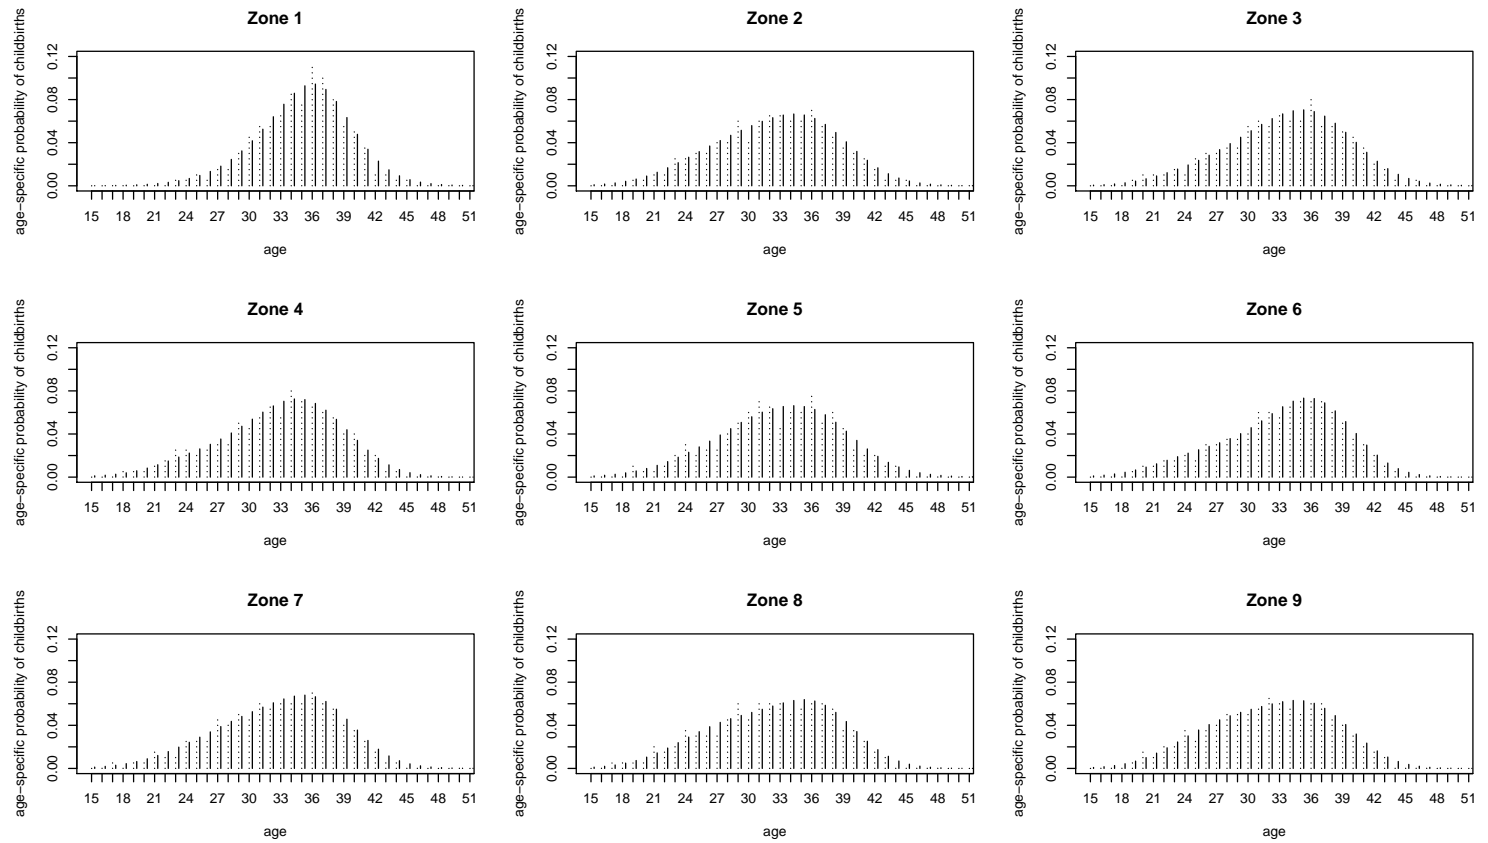 Zone 1
age−specific probability of childbirths
0.00 0.04 0.08 0.12
15 18 21 24 27 30 33 36 39 42 45 48 51
age
Zone 2
age−specific probability of childbirths
0.00 0.04 0.08 0.12
15 18 21 24 27 30 33 36 39 42 45 48 51
age
Zone 3
age−specific probability of childbirths
0.00 0.04 0.08 0.12
15 18 21 24 27 30 33 36 39 42 45 48 51
age
Zone 4
age−specific probability of childbirths
0.00 0.04 0.08 0.12
15 18 21 24 27 30 33 36 39 42 45 48 51
age
Zone 5
age−specific probability of childbirths
0.00 0.04 0.08 0.12
15 18 21 24 27 30 33 36 39 42 45 48 51
age
Zone 6
age−specific probability of childbirths
0.00 0.04 0.08 0.12
15 18 21 24 27 30 33 36 39 42 45 48 51
age
Zone 7
age−specific probability of childbirths
0.00 0.04 0.08 0.12
15 18 21 24 27 30 33 36 39 42 45 48 51
age
Zone 8
age−specific probability of childbirths
0.00 0.04 0.08 0.12
15 18 21 24 27 30 33 36 39 42 45 48 51
age
Zone 9
age−specific probability of childbirths
0.00 0.04 0.08 0.12
15 18 21 24 27 30 33 36 39 42 45 48 51
age